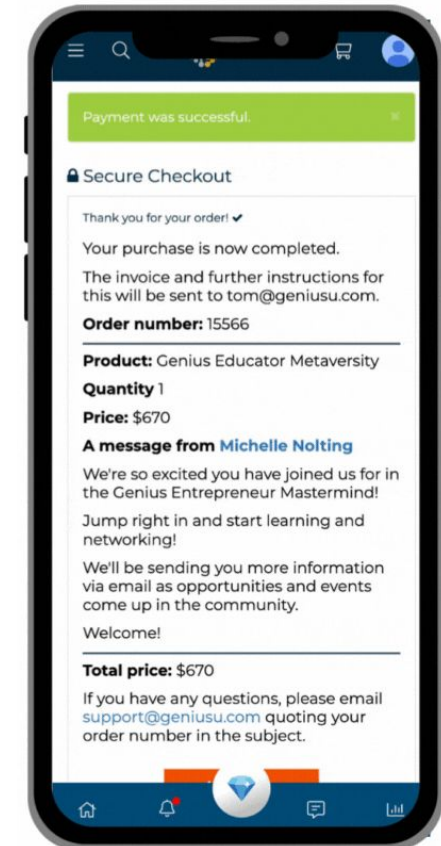 Payment was successful.
Secure Checkout
Thank you for your order! ✔
Your purchase is now completed.
The invoice and further instructions for
this will be sent to tom@geniusu.com.
Order number: 15566
Product: Genius Educator Metaversity
Quantity 1
Price: $670
A message from Michelle Nolting
We're so excited you have joined us for in
the Genius Entrepreneur Mastermind!
Jump right in and start learning and
networking!
We'll be sending you more information
via email as opportunities and events
come up in the community.
Welcome!
Total price: $670
If you have any questions, please email
support@geniusu.com quoting your
order number in the subject.